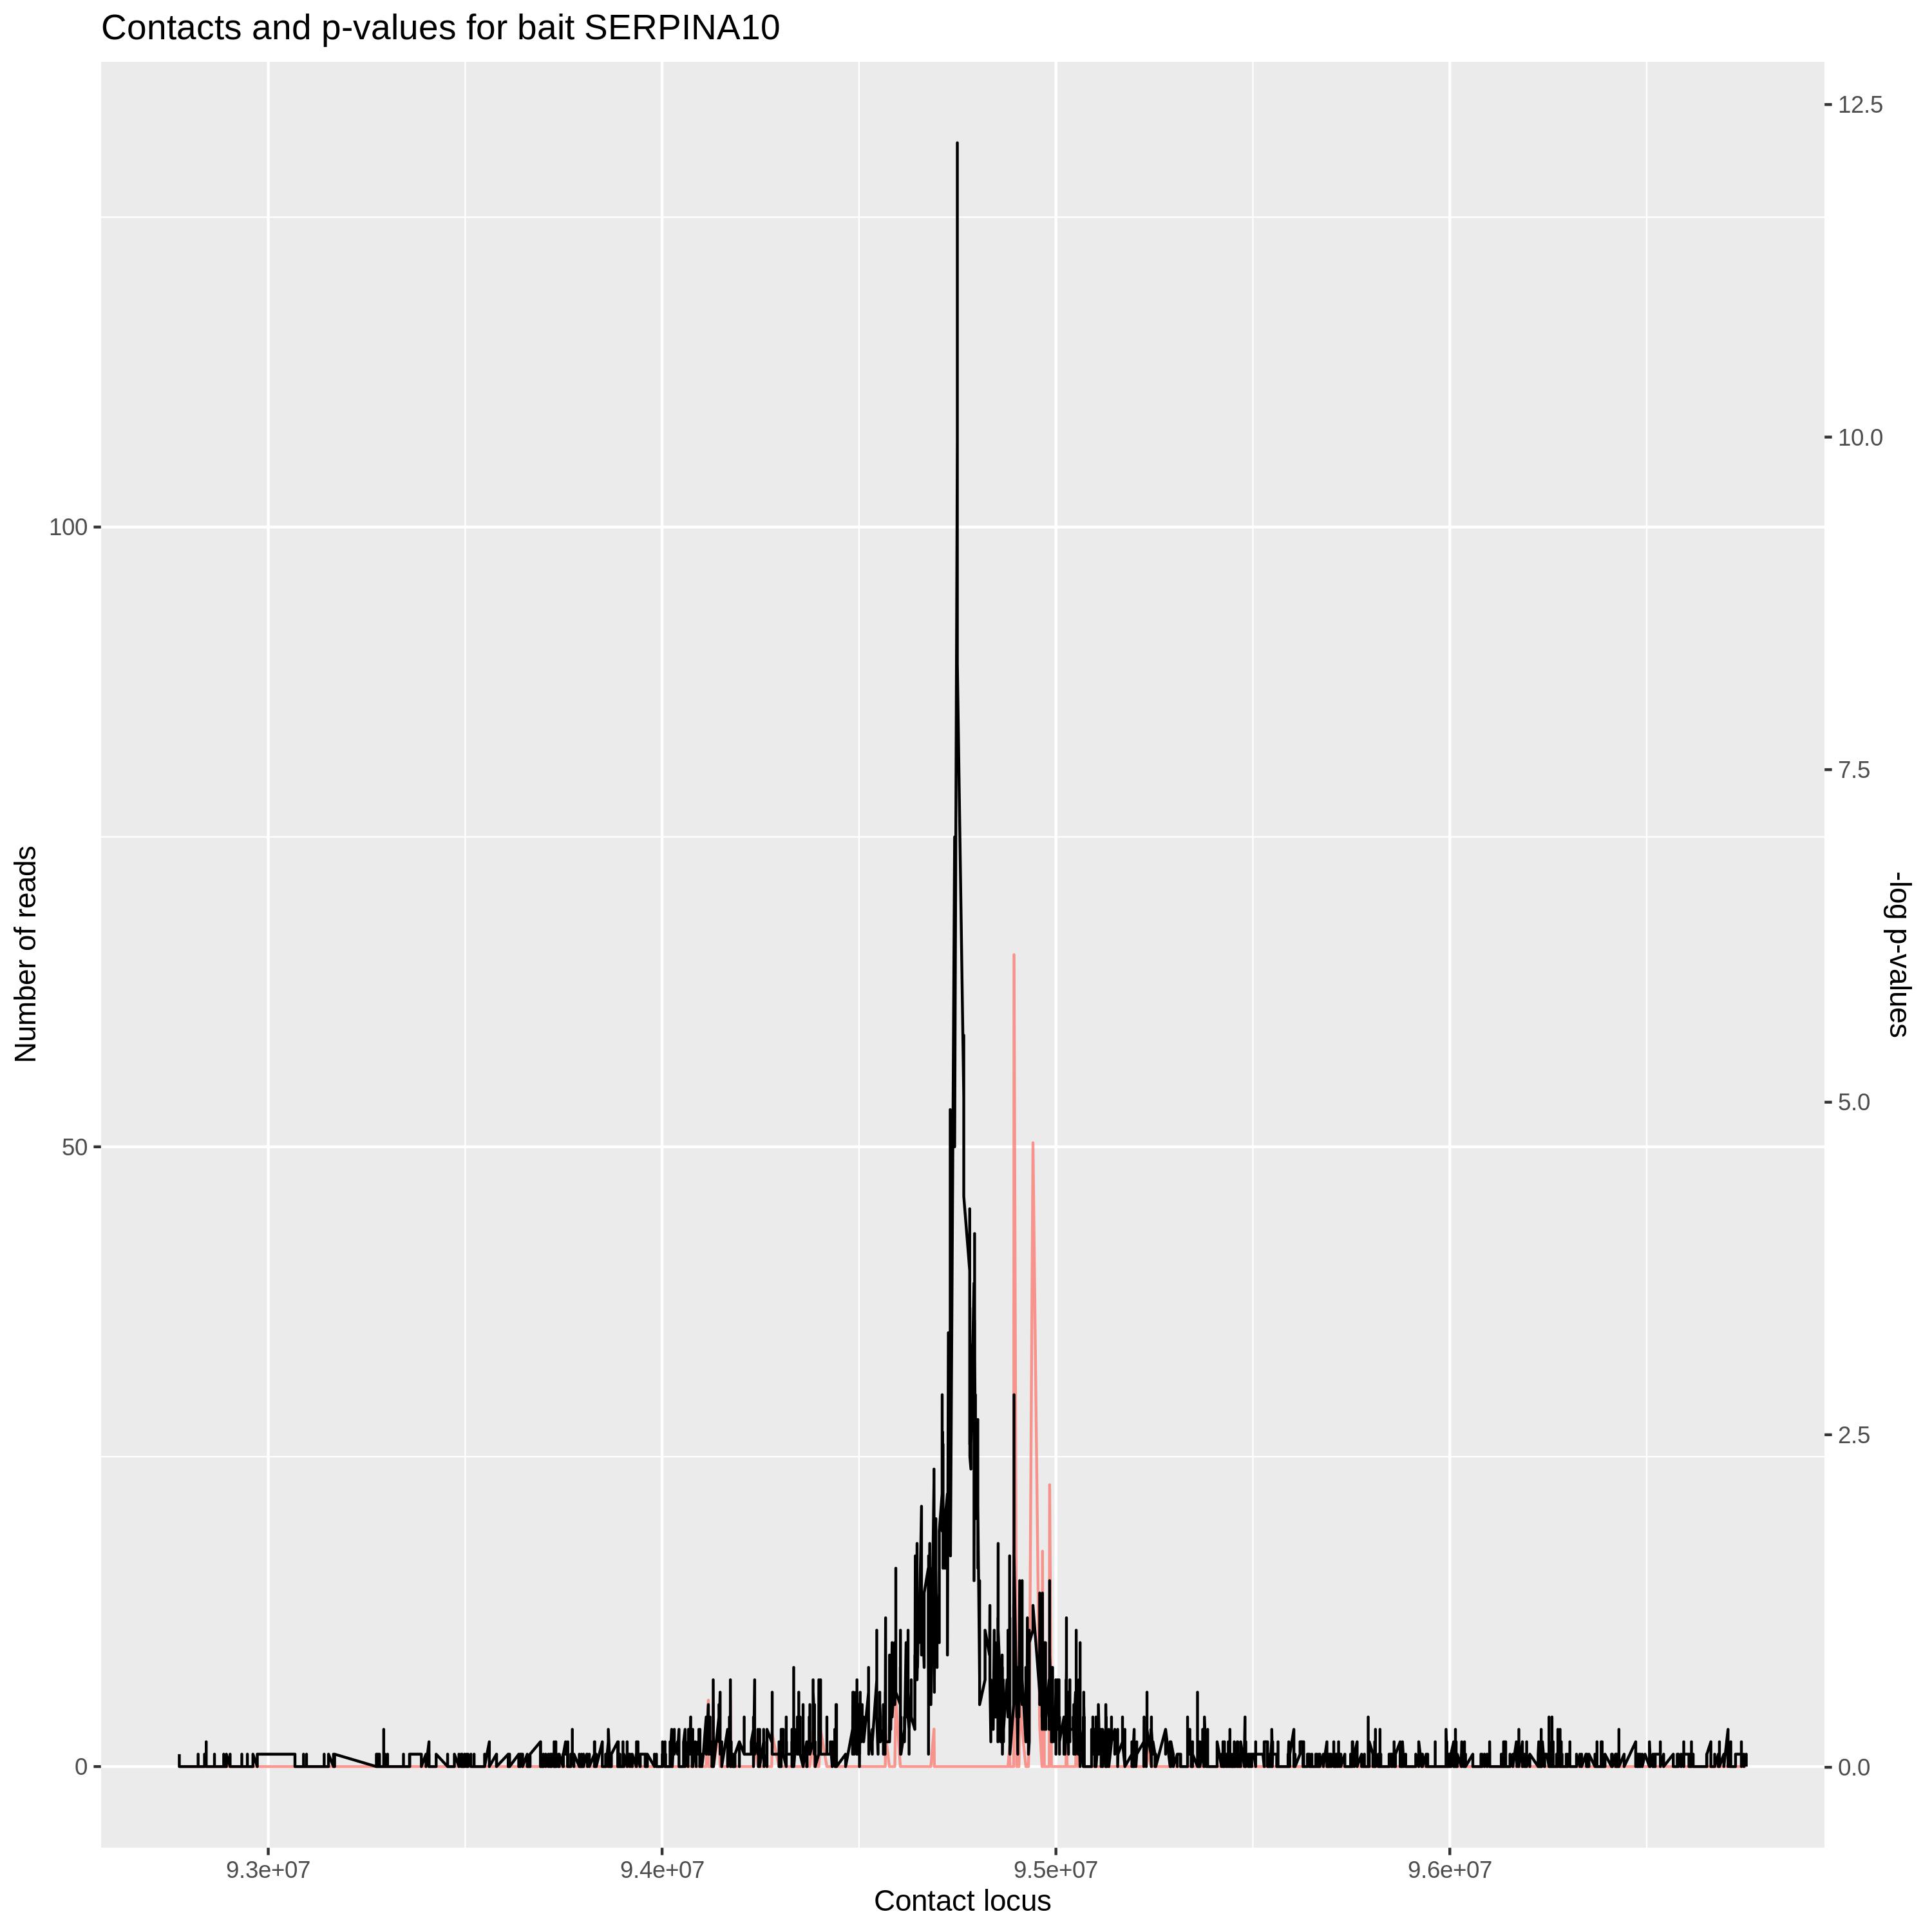 Contacts and p-values for bait SERPINA10
12.5
10.0
100
7.5
Number of reads
-log p-values
5.0
50
2.5
0
0.0
9.3e+07 9.4e+07 9.5e+07 9.6e+07
Contact locus